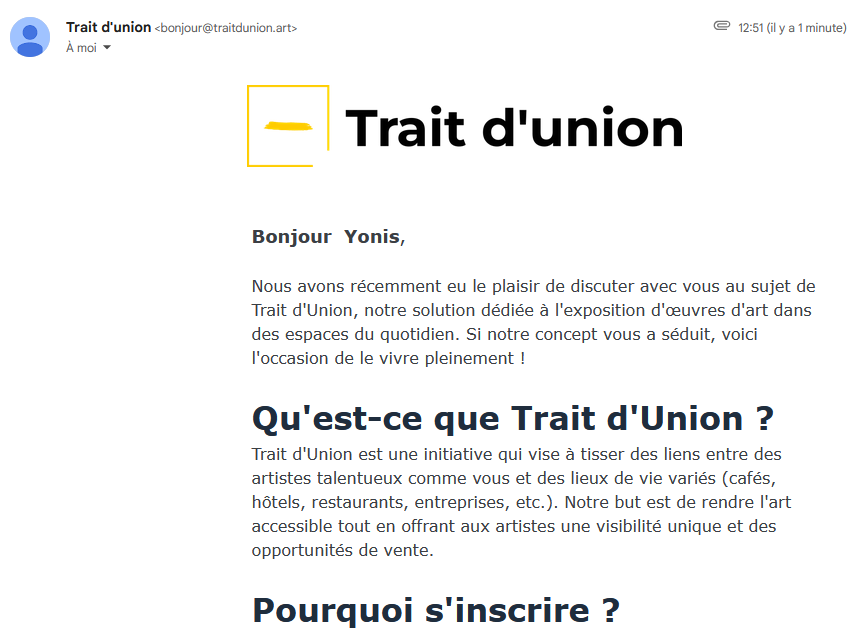 Trait d'union <bonjour@traitdunion.art>
12:51 (il y a 1 minute)
À moi
Trait d'union
Bonjour Yonis,
Nous avons récemment eu le plaisir de discuter avec vous au sujet de
Trait d'Union, notre solution dédiée à l'exposition d'œuvres d'art dans
des espaces du quotidien. Si notre concept vous a séduit, voici
l'occasion de le vivre pleinement !
Qu'est-ce que Trait d'Union ?
Trait d'Union est une initiative qui vise à tisser des liens entre des
artistes talentueux comme vous et des lieux de vie variés (cafés,
hôtels, restaurants, entreprises, etc.). Notre but est de rendre l'art
accessible tout en offrant aux artistes une visibilité unique et des
opportunités de vente.
Pourquoi s'inscrire ?